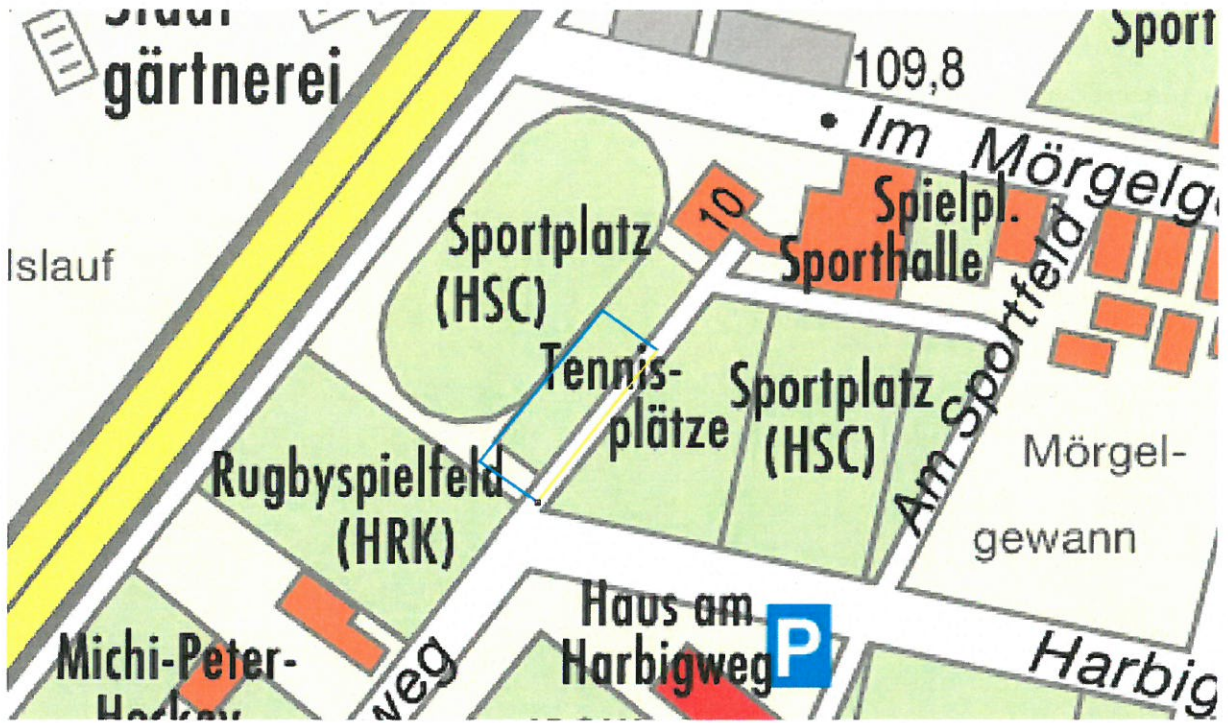 gärtnerei
Sport
109,8
Im Mörgelg
10
Spielpl.
Sporthalle
Sportplatz
(HSC)
lslauf
Tennis-
plätze
Sportplatz
(HSC)
Am Sportfeld
Mörgel-
gewann
Rugbyspielfeld
(HRK)
Haus am
Harbigweg
P
Harbig
Michi-Peter-
Hockey
weg